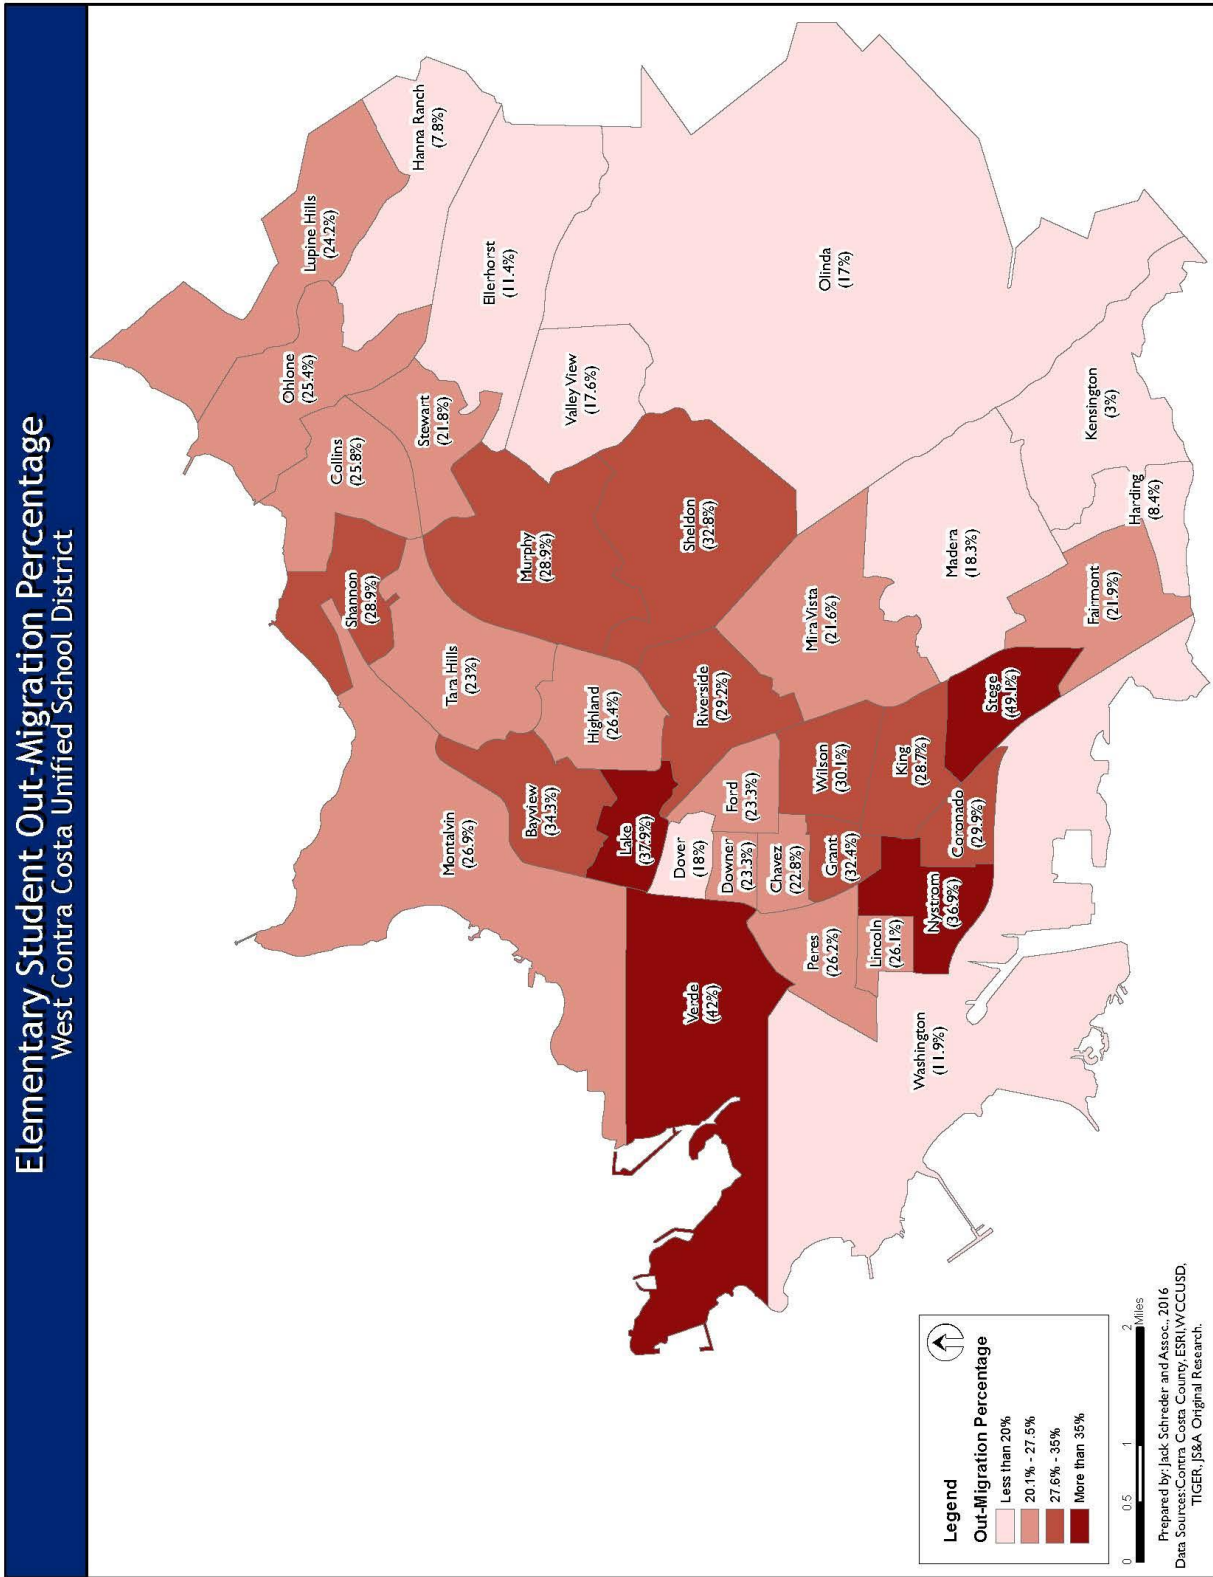 Elementary Student Out-Migration Percentage
West Contra Costa Unified School District
Lupine Hills
(24.2%)
Hanna Ranch
(7.8%)
Ohlone
(25.4%)
Ellerhorst
(11.4%)
Collins
(25.8%)
Stewart
(21.8%)
Valley View
(17.6%)
Olinda
(17%)
Shannon
(28.9%)
Murphy
(28.9%)
Sheldon
(32.8%)
Tara Hills
(23%)
Highland
(26.4%)
Riverside
(29.2%)
Mira Vista
(21.6%)
Madera
(18.3%)
Kensington
(3%)
Harding
(8.4%)
Fairmont
(21.9%)
Montalvin
(26.9%)
Bayview
(34.3%)
Lake
(37.9%)
Dover
(18%)
Ford
(23.3%)
Downer
(23.3%)
Chavez
(22.8%)
Wilson
(30.1%)
Grant
(32.4%)
King
(28.7%)
Stege
(49.1%)
Coronado
(29.9%)
Nystrom
(36.9%)
Lincoln
(26.1%)
Peres
(26.2%)
Verde
(42%)
Washington
(11.9%)
Legend
Out-Migration Percentage
Less than 20%
20.1% - 27.5%
27.6% - 35%
More than 35%
0 0.5 1 2
Miles
Prepared by: Jack Schreder and Assoc., 2016
Data Sources:Contra Costa County, ESRI,WCCUSD,
TIGER, JS&A Original Research.